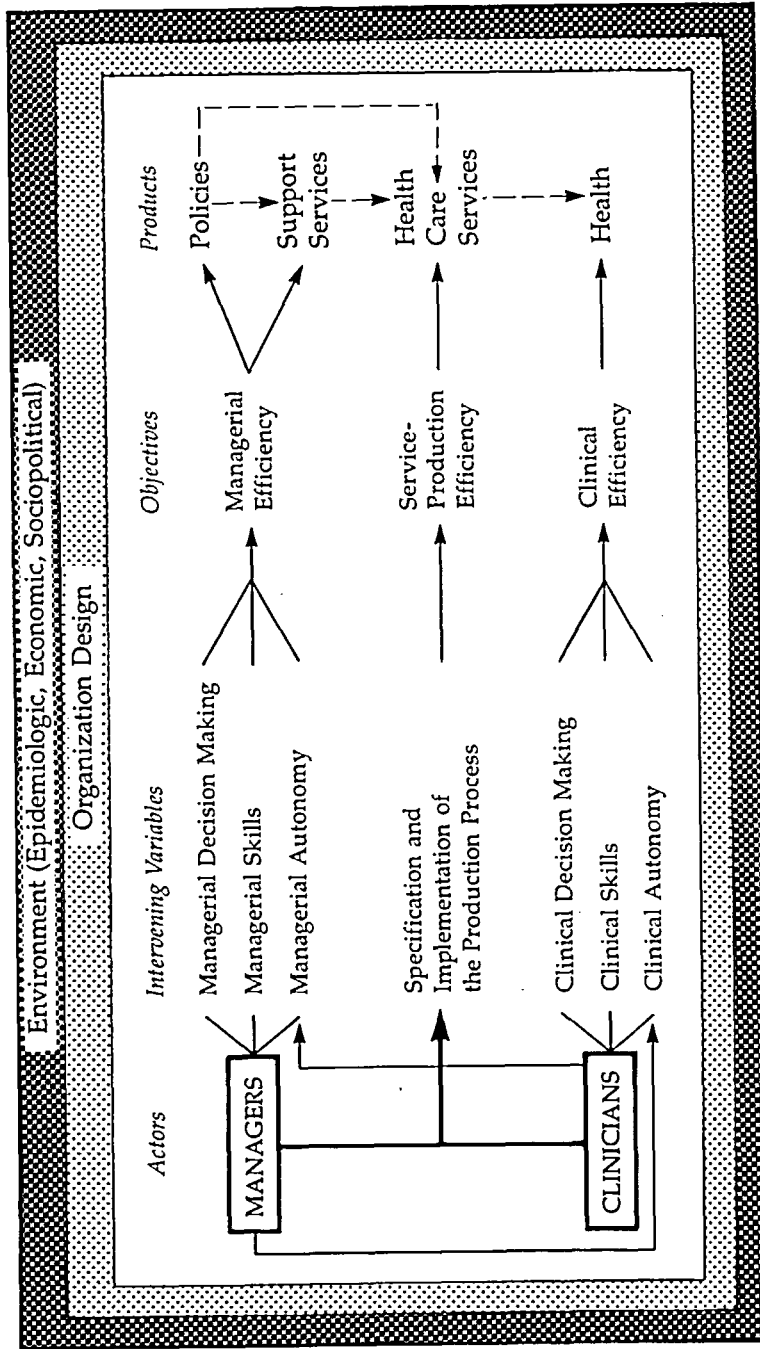 Environment (Epidemiologic, Economic, Sociopolitical)
Organization Design
Actors
Intervening Variables
Objectives
Products
MANAGERS
Managerial Decision Making
Managerial Skills
Managerial Autonomy
Managerial
Efficiency
Policies
Support
Services
Specification and
Implementation of
the Production Process
Service-
Production
Efficiency
Health
Care
Services
CLINICIANS
Clinical Decision Making
Clinical Skills
Clinical Autonomy
Clinical
Efficiency
Health